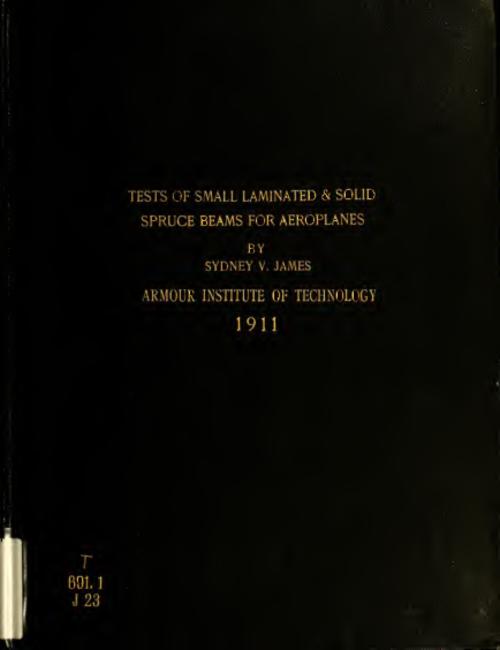 TESTS OF SMALL LAMINATED & SOLID
SPRUCE BEAMS FOR AEROPLANES
BY
SYDNEY V. JAMES
ARMOUR INSTITUTE OF TECHNOLOGY
1911
T
691.1
J 23